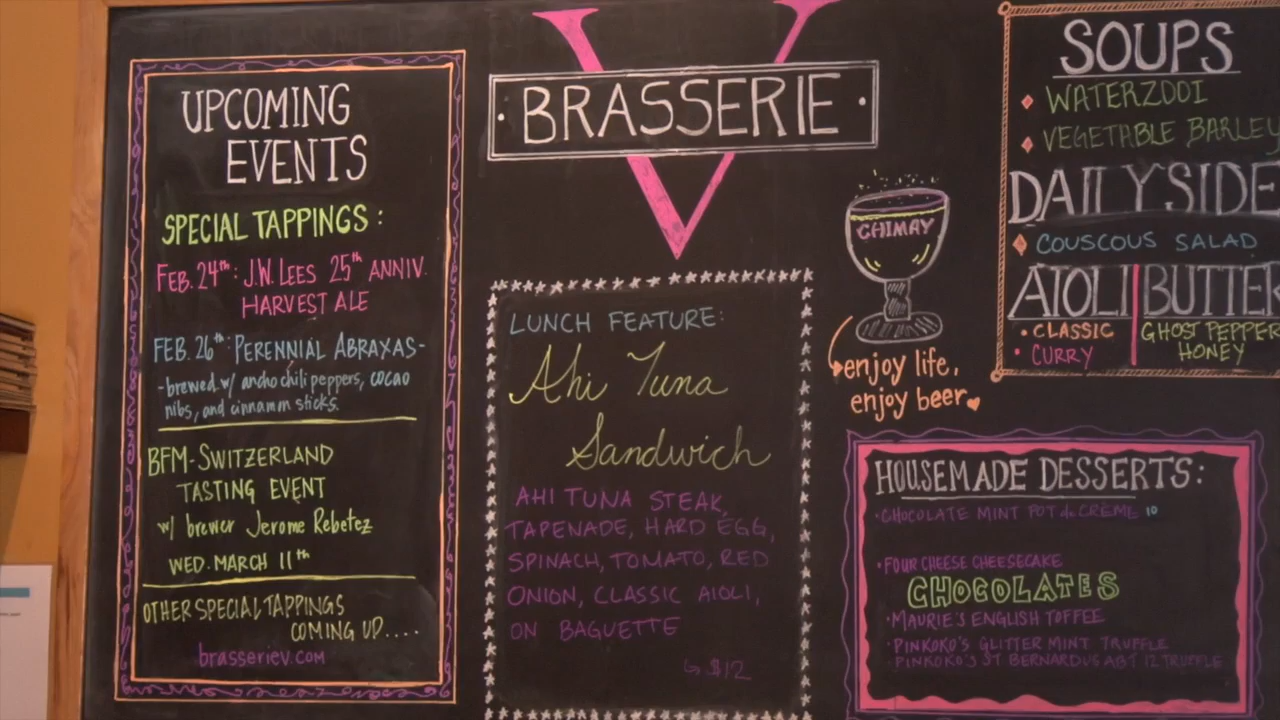 UPCOMING
EVENTS
SPECIAL TAPPINGS:
FEB. 24th: J.W. LEES 25th ANNIV.
HARVEST ALE
FEB. 26th: PERENNIAL ABRAXAS-
-brewed w/ ancho chili peppers, cocao
nibs, and cinnamm sticks.
BFM-SWITZERLAND
TASTING EVENT
w/ brewer Jerome Rebetez
WED. MARCH 11th
OTHER SPECIAL TAPPINGS
COMING UP....
brasserieV.com
V
·BRASSERIE·
LUNCH FEATURE:
Ahi Tuna
Sandwich
AHI TUNA STEAK,
TAPENADE, HARD EGG,
SPINACH, TOMATO, RED
ONION, CLASSIC AIOLI,
ON BAGUETTE
↳ $12
CHIMAY
enjoy life,
enjoy beer
SOUPS
WATERZOOI
VEGETABLE BARLEY
DAILY SIDE
COUSCOUS SALAD
AIOLI
• CLASSIC
• CURRY
BUTTER
GHOST PEPPER
HONEY
HOUSEMADE DESSERTS:
• CHOCOLATE MINT POT de CRÈME 10
• FOUR CHEESE CHEESECAKE
CHOCOLATES
• MAURIE'S ENGLISH TOFFEE
• PINKOKO'S GLITTER MINT TRUFFLE
• PINKOKO'S ST BERNARDUS ABT 12 TRUFFLE